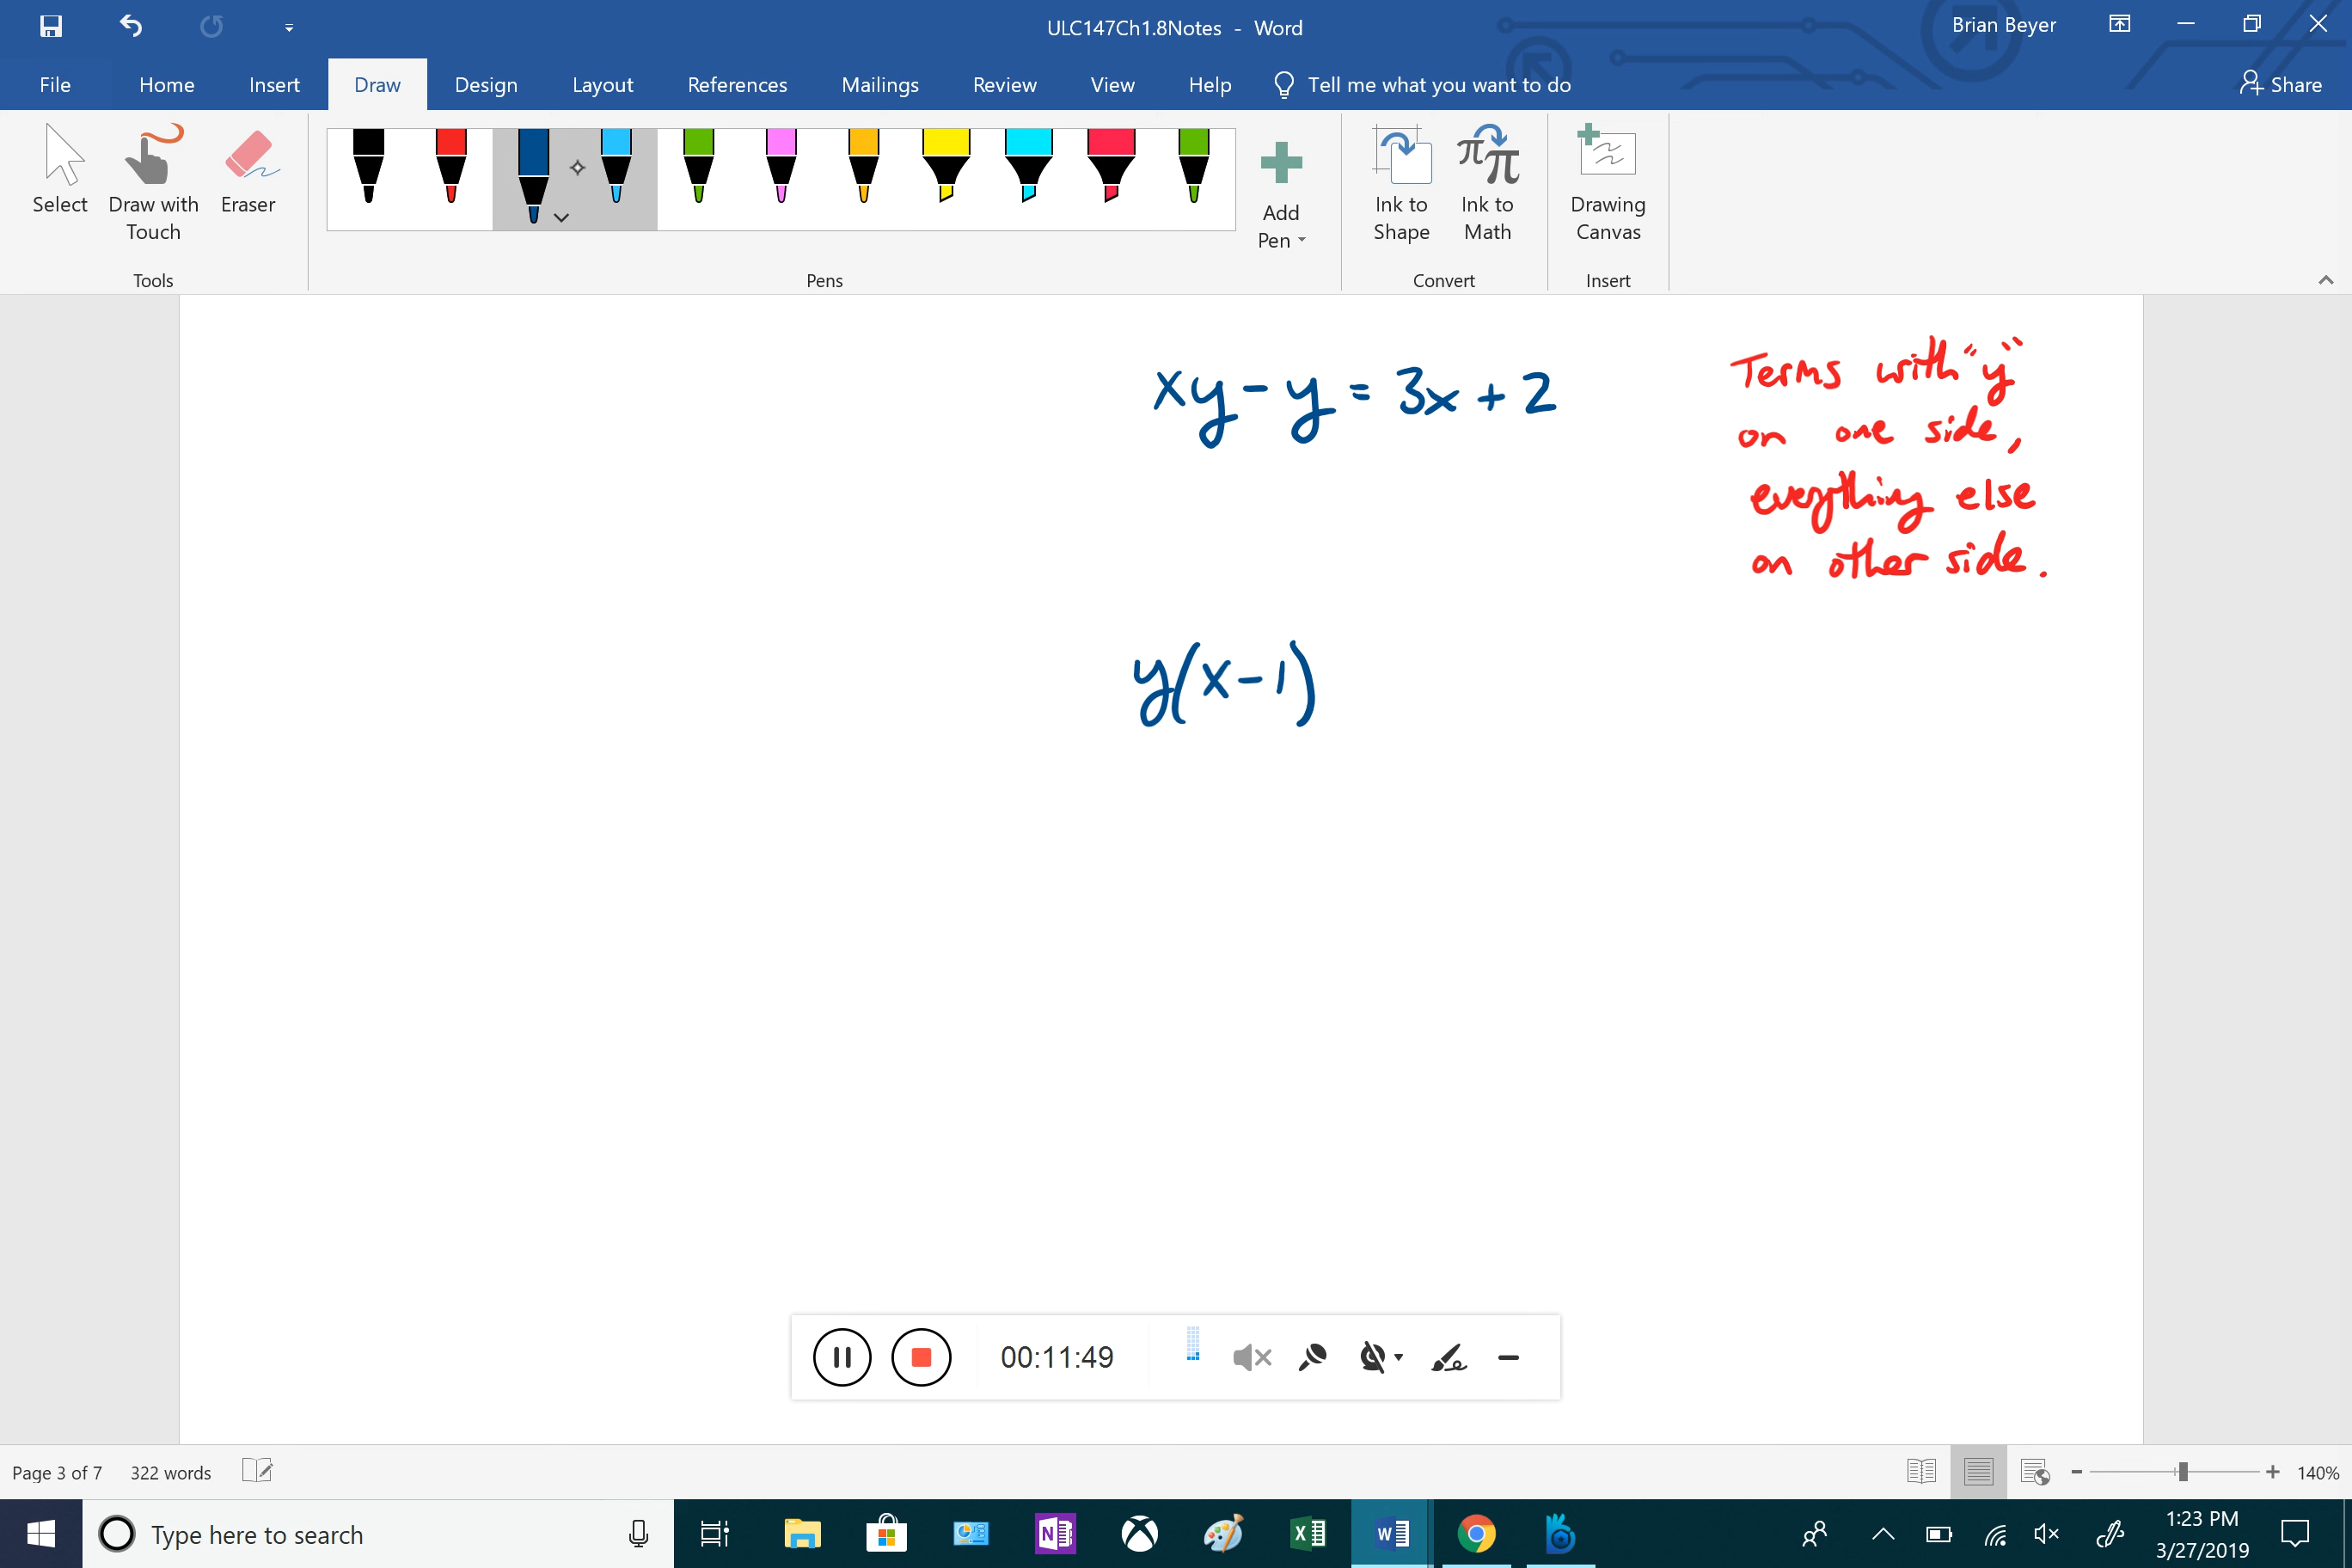 ULC147Ch1.8Notes - Word
Brian Beyer
File Home Insert Draw Design Layout References Mailings Review View Help Tell me what you want to do Share
Select Draw with Touch Eraser
Add Pen
Ink to Shape Ink to Math
Drawing Canvas
Tools Pens Convert Insert
xy - y = 3x + 2
Terms with "y"
on one side,
everything else
on other side.
y(x-1)
00:11:49
Page 3 of 7 322 words 140%
Type here to search
1:23 PM
3/27/2019